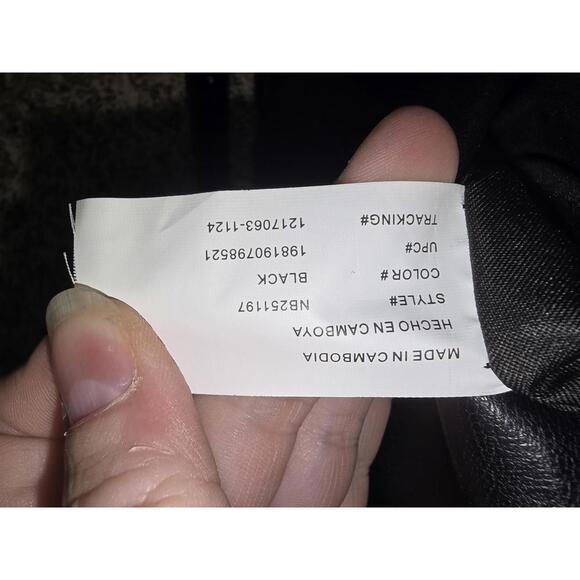 MADE IN CAMBODIA
HECHO EN CAMBOYA
STYLE# NB251197
COLOR # BLACK
UPC# 198190798521
TRACKING# 1217063-1124